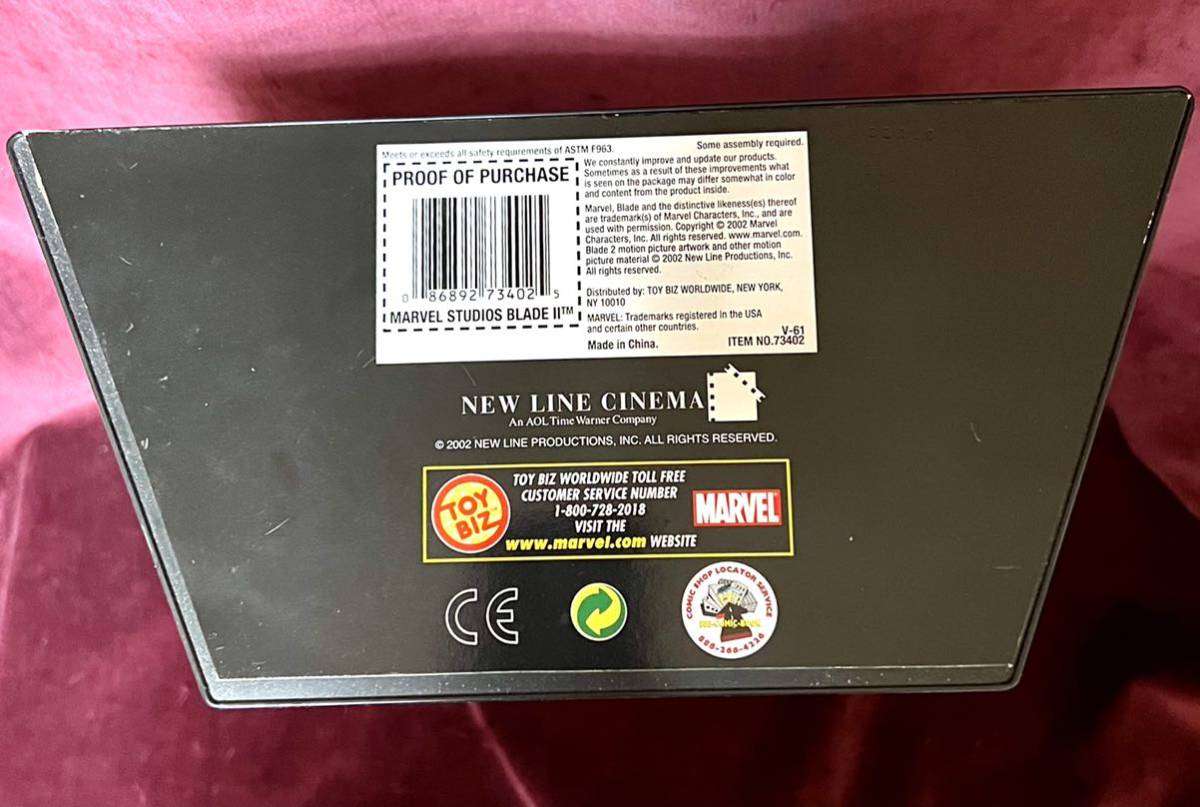 Meets or exceeds all safety requirements of ASTM F963.
Some assembly required.
PROOF OF PURCHASE
0 86892 73402 5
MARVEL STUDIOS BLADE II™
We constantly improve and update our products.
Sometimes as a result of these improvements what
is seen on the package may differ somewhat in color
and content from the product inside.
Marvel, Blade and the distinctive likeness(es) thereof
are trademark(s) of Marvel Characters, Inc., and are
used with permission. Copyright © 2002 Marvel
Characters, Inc. All rights reserved. www.marvel.com.
Blade 2 motion picture artwork and other motion
picture material © 2002 New Line Productions, Inc.
All rights reserved.
Distributed by: TOY BIZ WORLDWIDE, NEW YORK,
NY 10010
MARVEL: Trademarks registered in the USA
and certain other countries.
Made in China.
V-61
ITEM NO.73402
NEW LINE CINEMA
An AOL Time Warner Company
© 2002 NEW LINE PRODUCTIONS, INC. ALL RIGHTS RESERVED.
TOY BIZ™
TOY BIZ WORLDWIDE TOLL FREE
CUSTOMER SERVICE NUMBER
1-800-728-2018
VISIT THE
www.marvel.com WEBSITE
MARVEL
CE
COMIC SHOP LOCATOR SERVICE
888-COMIC-BOOK
888-266-4226